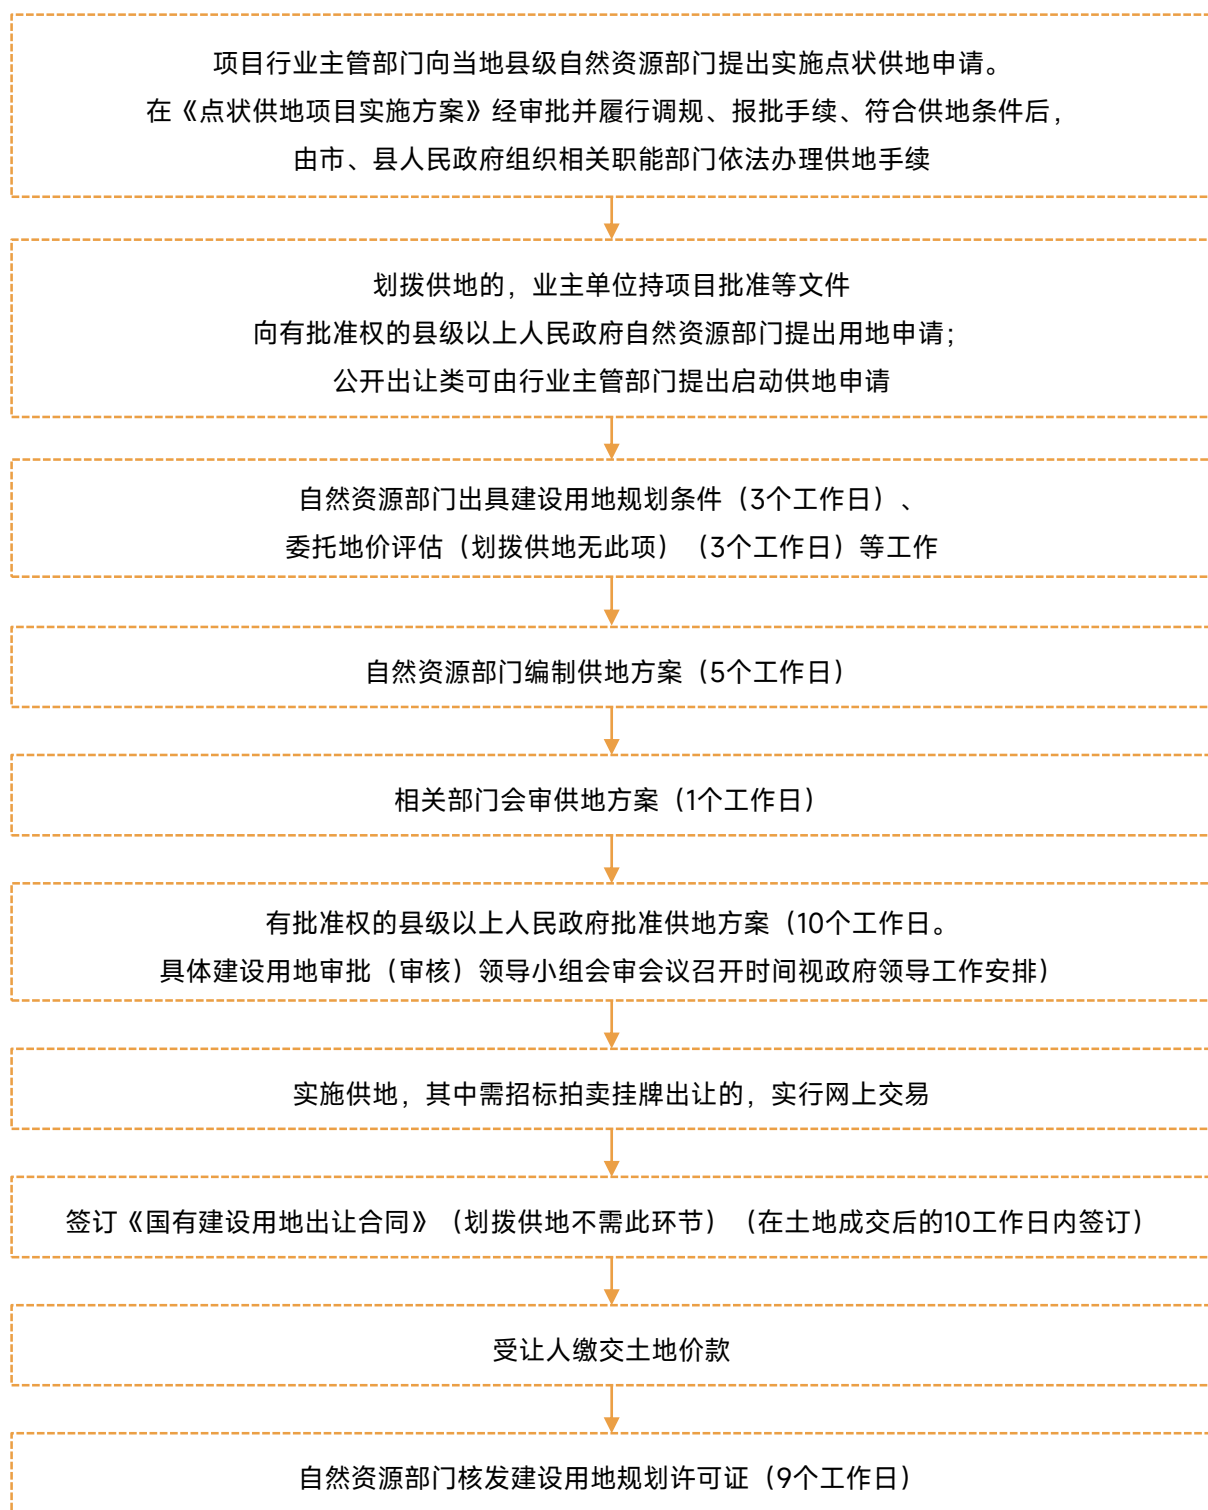 项目行业主管部门向当地县级自然资源部门提出实施点状供地申请。
在《点状供地项目实施方案》经审批并履行调规、报批手续、符合供地条件后，
由市、县人民政府组织相关职能部门依法办理供地手续
划拨供地的，业主单位持项目批准等文件
向有批准权的县级以上人民政府自然资源部门提出用地申请；
公开出让类可由行业主管部门提出启动供地申请
自然资源部门出具建设用地规划条件（3个工作日）、
委托地价评估（划拨供地无此项）（3个工作日）等工作
自然资源部门编制供地方案（5个工作日）
相关部门会审供地方案（1个工作日）
有批准权的县级以上人民政府批准供地方案（10个工作日。
具体建设用地审批（审核）领导小组会审会议召开时间视政府领导工作安排）
实施供地，其中需招标拍卖挂牌出让的，实行网上交易
签订《国有建设用地出让合同》（划拨供地不需此环节）（在土地成交后的10工作日内签订）
受让人缴交土地价款
自然资源部门核发建设用地规划许可证（9个工作日）